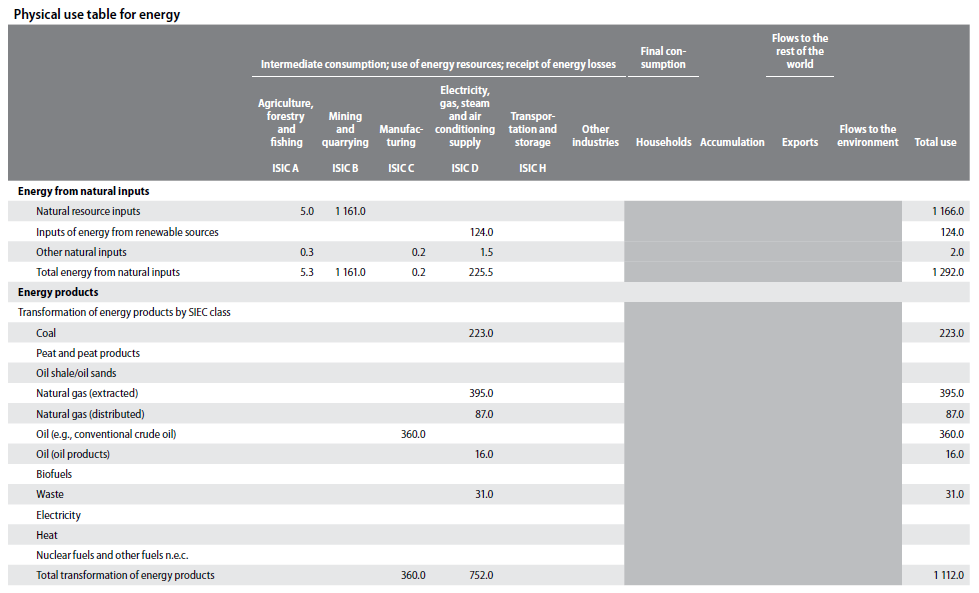 Physical use table for energy
Flows to the
rest of the
world
Final con-
sumption
Intermediate consumption; use of energy resources; receipt of energy losses
Agriculture,
forestry
and
fishing
Mining
and
quarrying
Manufac-
turing
Electricity,
gas, steam
and air
conditioning
supply
Transpor-
tation and
storage
Other
industries
Households Accumulation Exports
Flows to the
environment
Total use
ISIC A ISIC B ISIC C ISIC D ISIC H
Energy from natural inputs
Natural resource inputs 5.0 1 161.0 1 166.0
Inputs of energy from renewable sources 124.0 124.0
Other natural inputs 0.3 0.2 1.5 2.0
Total energy from natural inputs 5.3 1 161.0 0.2 225.5 1 292.0
Energy products
Transformation of energy products by SIEC class
Coal 223.0 223.0
Peat and peat products
Oil shale/oil sands
Natural gas (extracted) 395.0 395.0
Natural gas (distributed) 87.0 87.0
Oil (e.g., conventional crude oil) 360.0 360.0
Oil (oil products) 16.0 16.0
Biofuels
Waste 31.0 31.0
Electricity
Heat
Nuclear fuels and other fuels n.e.c.
Total transformation of energy products 360.0 752.0 1 112.0